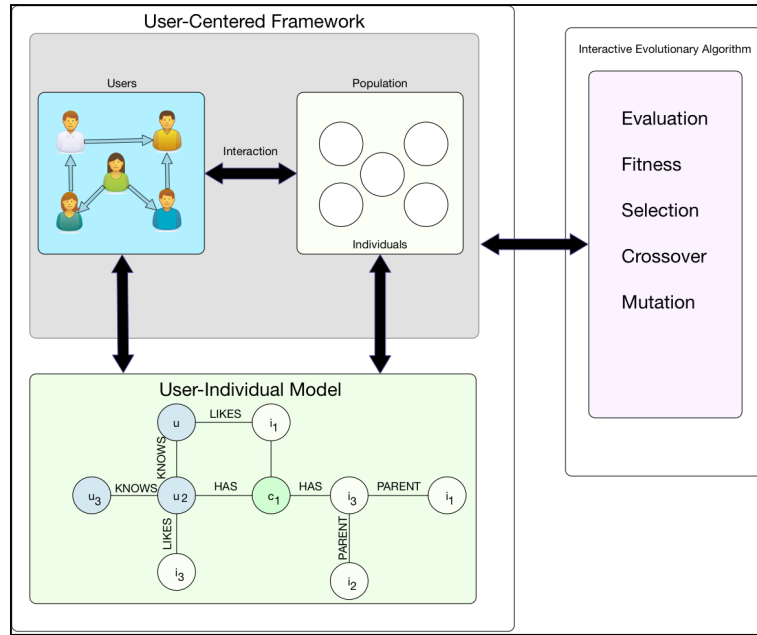 User-Centered Framework
Users
Interaction
Population
Individuals
Interactive Evolutionary Algorithm
Evaluation
Fitness
Selection
Crossover
Mutation
User-Individual Model
u
LIKES
i1
KNOWS
u3
KNOWS
u2
HAS
c1
HAS
i3
PARENT
i1
LIKES
PARENT
i3
i2